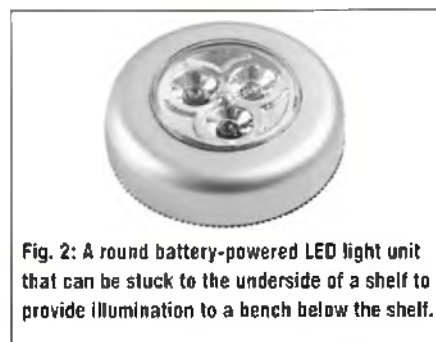 Fig. 2: A round battery-powered LED light unit
that can be stuck to the underside of a shelf to
provide illumination to a bench below the shelf.